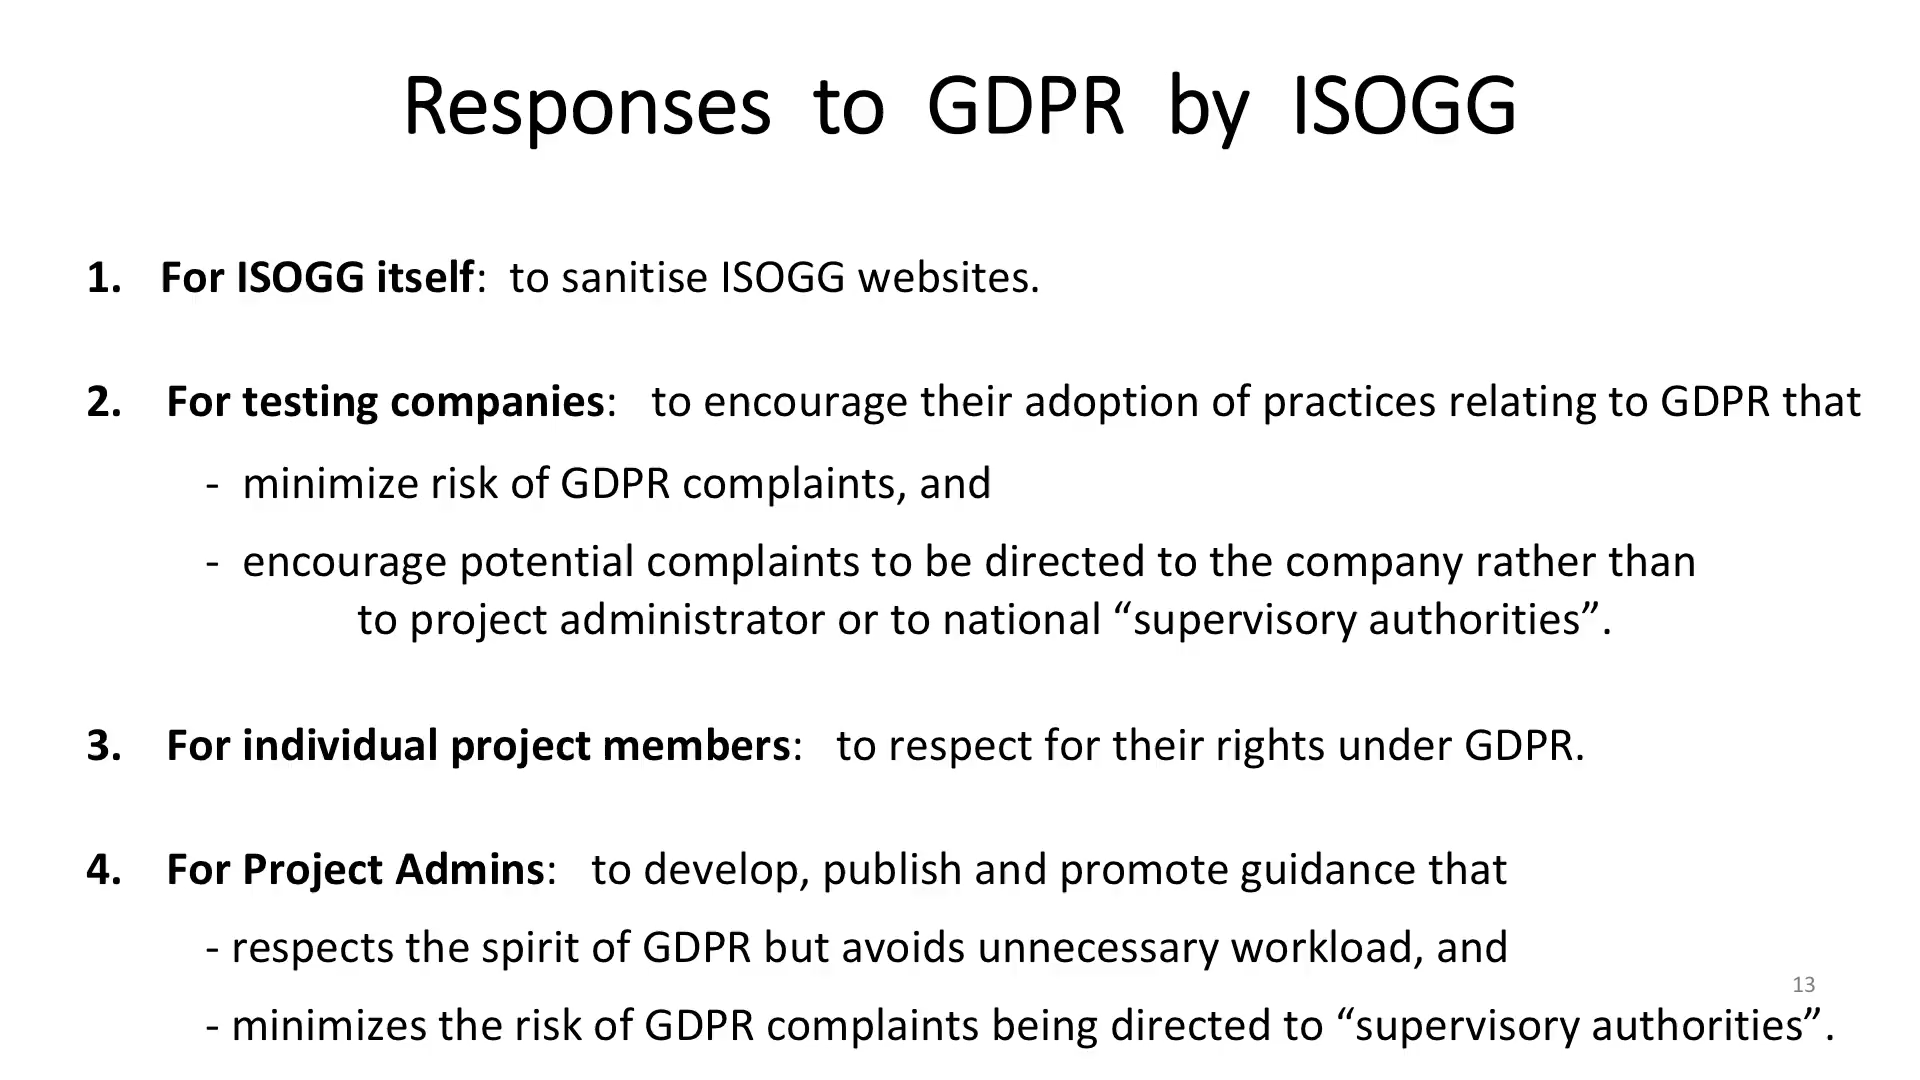 Responses to GDPR by ISOGG
1. For ISOGG itself: to sanitise ISOGG websites.
2. For testing companies: to encourage their adoption of practices relating to GDPR that
- minimize risk of GDPR complaints, and
- encourage potential complaints to be directed to the company rather than
to project administrator or to national “supervisory authorities”.
3. For individual project members: to respect for their rights under GDPR.
4. For Project Admins: to develop, publish and promote guidance that
- respects the spirit of GDPR but avoids unnecessary workload, and
13
- minimizes the risk of GDPR complaints being directed to “supervisory authorities”.